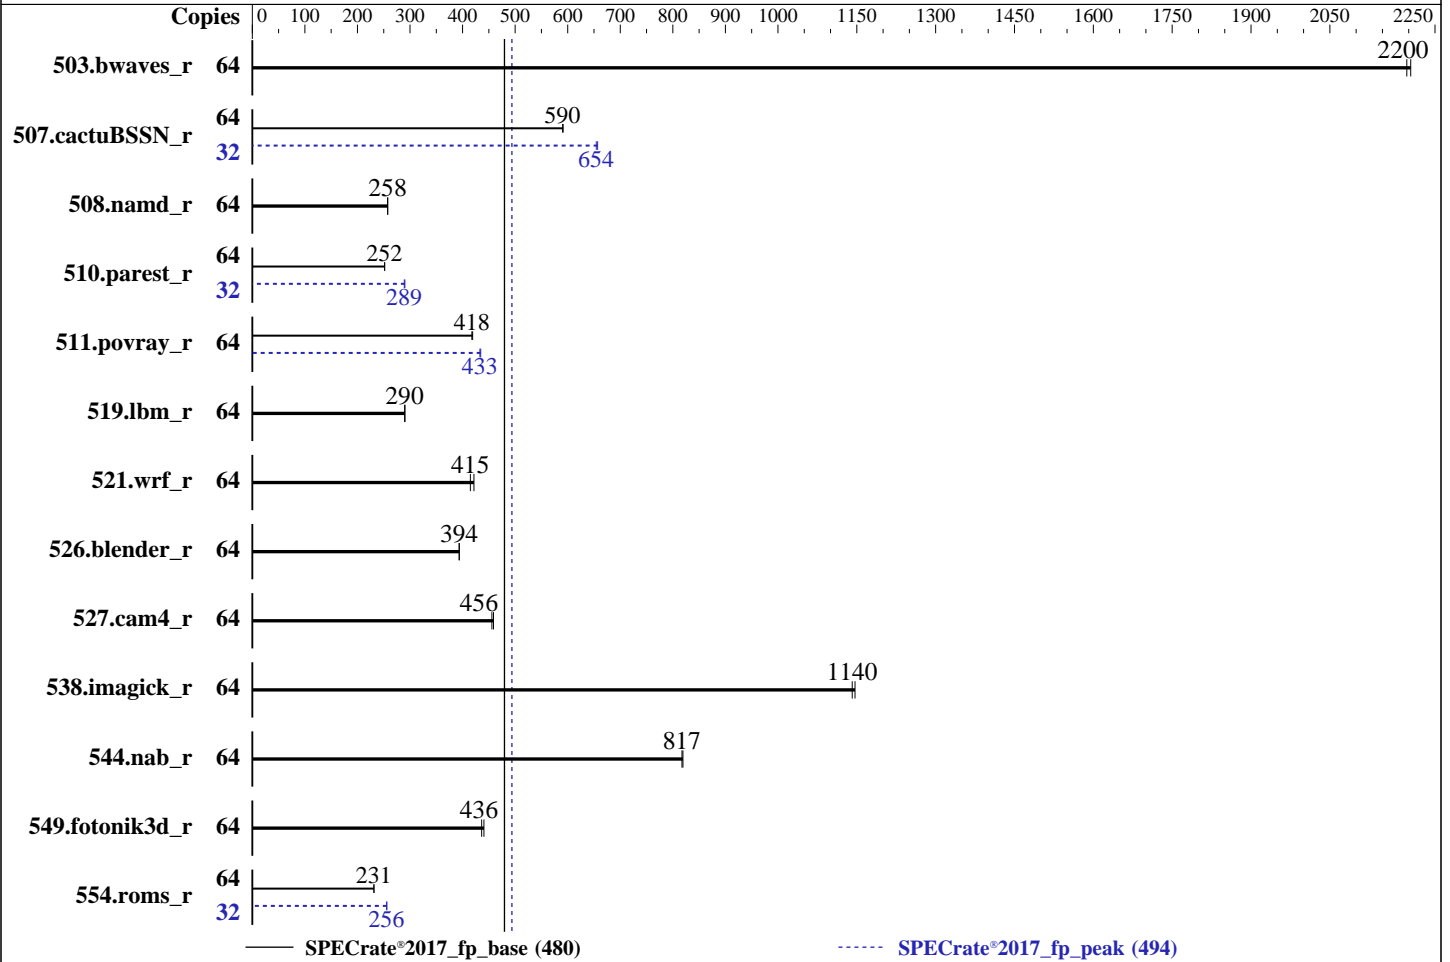 Copies 0 100 200 300 400 500 600 700 800 900 1000 1150 1300 1450 1600 1750 1900 2050 2250
503.bwaves_r 64 2200
507.cactuBSSN_r 64 590
32 654
508.namd_r 64 258
510.parest_r 64 252
32 289
511.povray_r 64 418
433
519.lbm_r 64 290
521.wrf_r 64 415
526.blender_r 64 394
527.cam4_r 64 456
538.imagick_r 64 1140
544.nab_r 64 817
549.fotonik3d_r 64 436
554.roms_r 64 231
32 256
SPECrate®2017_fp_base (480) SPECrate®2017_fp_peak (494)